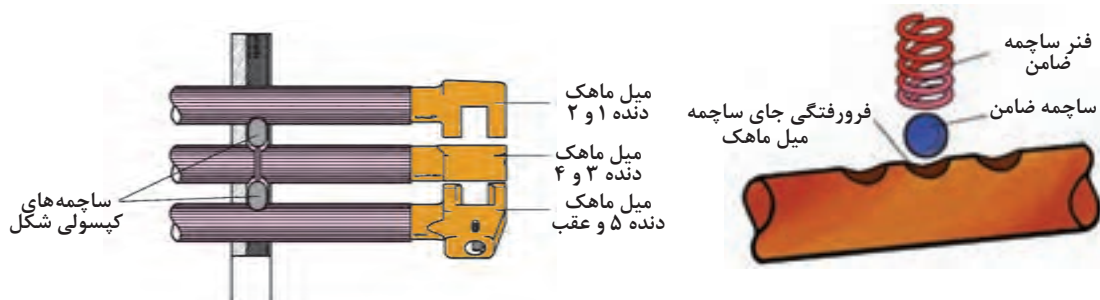 فنر ساچمه
ضامن
ساچمه ضامن
فرورفتگی جای ساچمه
میل ماهک
میل ماهک
دنده ۱ و ۲
میل ماهک
دنده ۳ و ۴
میل ماهک
دنده ۵ و عقب
ساچمه‌های
کپسولی شکل